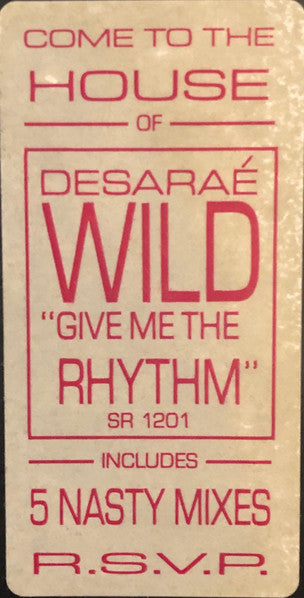 COME TO THE
HOUSE
OF
DESARAÉ
WILD
"GIVE ME THE
RHYTHM"
SR 1201
INCLUDES
5 NASTY MIXES
R.S.V.P.